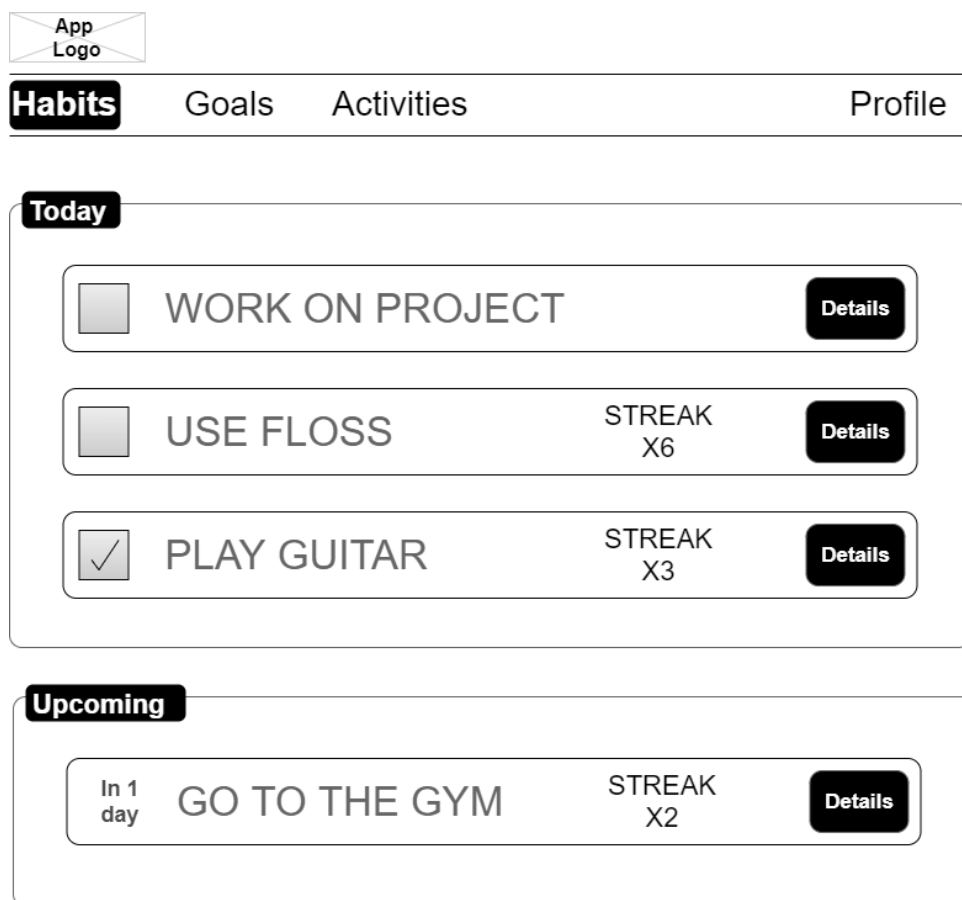 App
Logo
Habits Goals Activities Profile
Today
WORK ON PROJECT Details
USE FLOSS STREAK X6 Details
PLAY GUITAR STREAK X3 Details
Upcoming
In 1 day GO TO THE GYM STREAK X2 Details